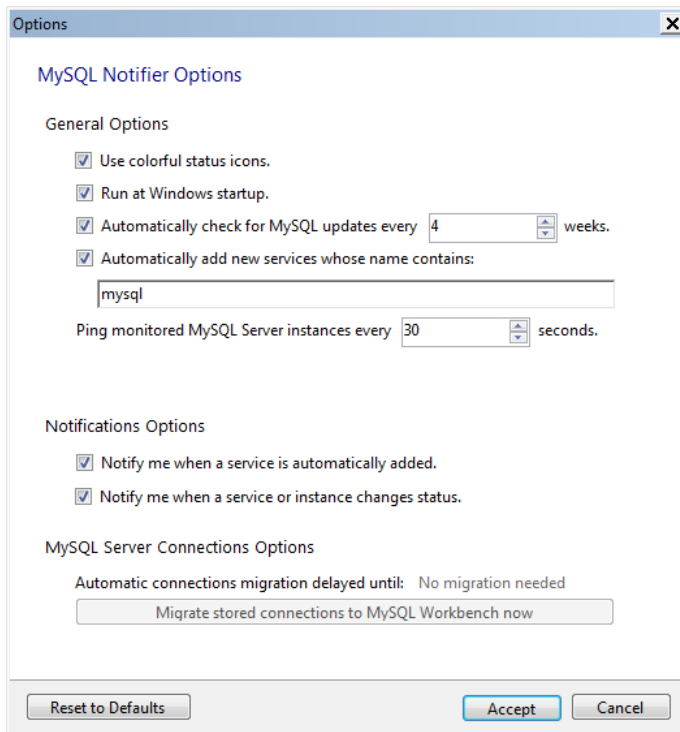 Options
MySQL Notifier Options
General Options
Use colorful status icons.
Run at Windows startup.
Automatically check for MySQL updates every 4 weeks.
Automatically add new services whose name contains:
mysql
Ping monitored MySQL Server instances every 30 seconds.
Notifications Options
Notify me when a service is automatically added.
Notify me when a service or instance changes status.
MySQL Server Connections Options
Automatic connections migration delayed until: No migration needed
Migrate stored connections to MySQL Workbench now
Reset to Defaults Accept Cancel